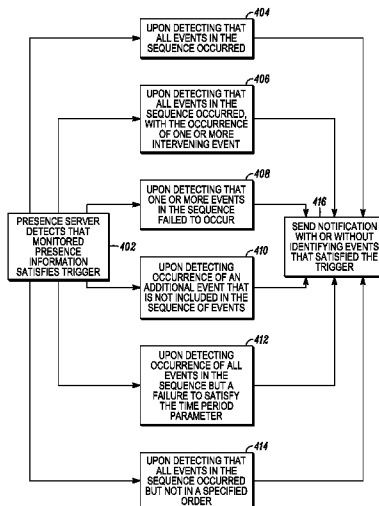 404
UPON DETECTING THAT
ALL EVENTS IN THE
SEQUENCE OCCURRED
406
UPON DETECTING THAT
ALL EVENTS IN THE
SEQUENCE OCCURRED,
WITH THE OCCURRENCE
OF ONE OR MORE
INTERVENING EVENT
408
UPON DETECTING THAT
ONE OR MORE EVENTS
IN THE SEQUENCE
FAILED TO OCCUR
PRESENCE SERVER
DETECTS THAT
MONITORED
PRESENCE
INFORMATION
SATISFIES TRIGGER
402
410
UPON DETECTING
OCCURRENCE OF AN
ADDITIONAL EVENT THAT
IS NOT INCLUDED IN THE
SEQUENCE OF EVENTS
416
SEND NOTIFICATION
WITH OR WITHOUT
IDENTIFYING EVENTS
THAT SATISFIED THE
TRIGGER
412
UPON DETECTING
OCCURRENCE OF ALL
EVENTS IN THE
SEQUENCE BUT A
FAILURE TO SATISFY
THE TIME PERIOD
PARAMETER
414
UPON DETECTING THAT
ALL EVENTS IN THE
SEQUENCE OCCURRED
BUT NOT IN A SPECIFIED
ORDER